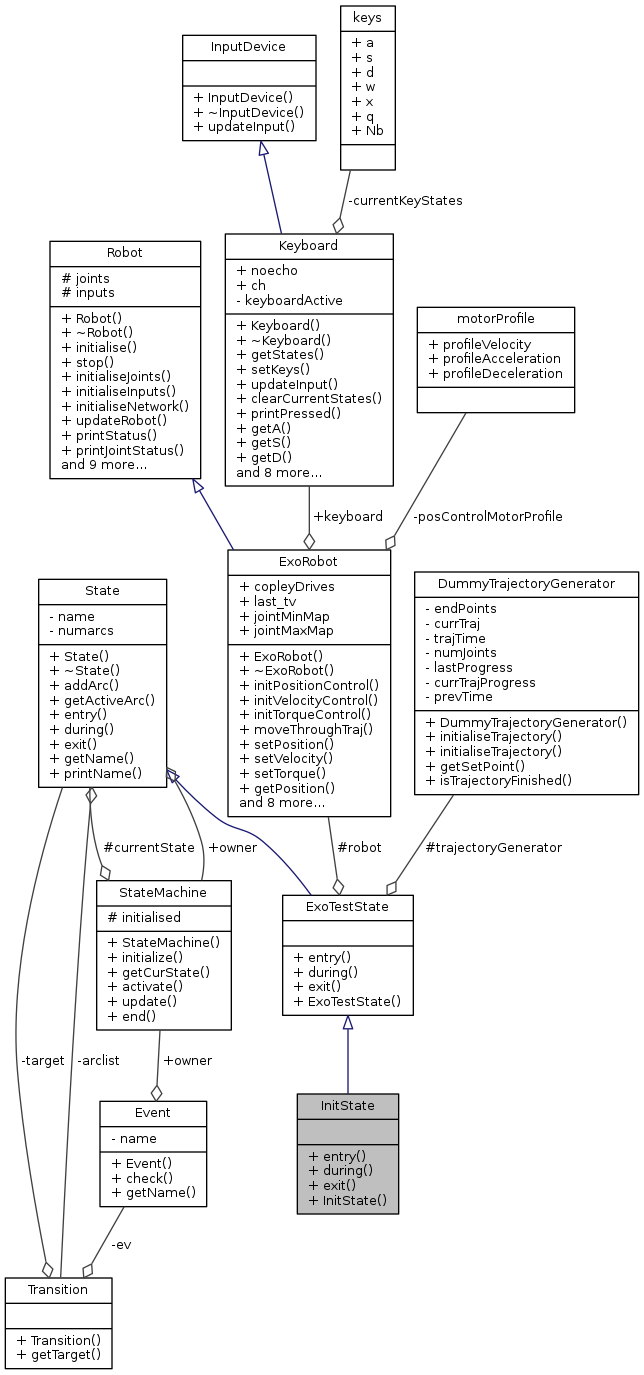 keys
+ a
+ s
+ d
+ w
+ x
+ q
+ Nb
InputDevice
+ InputDevice()
+ ~InputDevice()
+ updateInput()
-currentKeyStates
Keyboard
+ noecho
+ ch
- keyboardActive
+ Keyboard()
+ ~Keyboard()
+ getStates()
+ setKeys()
+ updateInput()
+ clearCurrentStates()
+ printPressed()
+ getA()
+ getS()
+ getD()
and 8 more...
Robot
# joints
# inputs
+ Robot()
+ ~Robot()
+ initialise()
+ stop()
+ initialiseJoints()
+ initialiseInputs()
+ initialiseNetwork()
+ updateRobot()
+ printStatus()
+ printJointStatus()
and 9 more...
motorProfile
+ profileVelocity
+ profileAcceleration
+ profileDeceleration
+keyboard
-posControlMotorProfile
ExoRobot
+ copleyDrives
+ last_tv
+ jointMinMap
+ jointMaxMap
+ ExoRobot()
+ ~ExoRobot()
+ initPositionControl()
+ initVelocityControl()
+ initTorqueControl()
+ moveThroughTraj()
+ setPosition()
+ setVelocity()
+ setTorque()
+ getPosition()
and 8 more...
DummyTrajectoryGenerator
- endPoints
- currTraj
- trajTime
- numJoints
- lastProgress
- currTrajProgress
- prevTime
+ DummyTrajectoryGenerator()
+ initialiseTrajectory()
+ initialiseTrajectory()
+ getSetPoint()
+ isTrajectoryFinished()
State
- name
- numarcs
+ State()
+ ~State()
+ addArc()
+ getActiveArc()
+ entry()
+ during()
+ exit()
+ getName()
+ printName()
#currentState
+owner
#robot
#trajectoryGenerator
StateMachine
# initialised
+ StateMachine()
+ initialize()
+ getCurState()
+ activate()
+ update()
+ end()
ExoTestState
+ entry()
+ during()
+ exit()
+ ExoTestState()
-target
-arclist
+owner
Event
- name
+ Event()
+ check()
+ getName()
InitState
+ entry()
+ during()
+ exit()
+ InitState()
-ev
Transition
+ Transition()
+ getTarget()